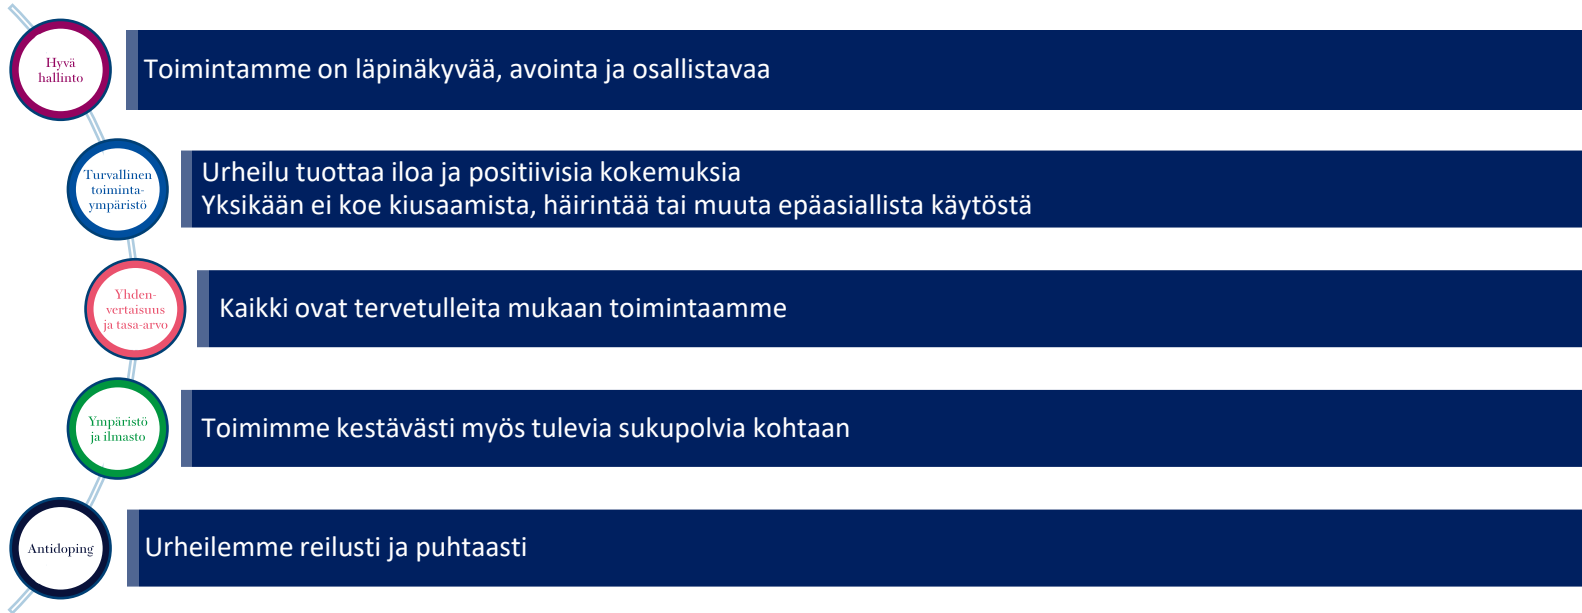 Hyvä
hallinto
Toimintamme on läpinäkyvää, avointa ja osallistavaa
Turvallinen
toiminta-
ympäristö
Urheilu tuottaa iloa ja positiivisia kokemuksia
Yksikään ei koe kiusaamista, häirintää tai muuta epäasiallista käytöstä
Yhden-
vertaisuus
ja tasa-arvo
Kaikki ovat tervetulleita mukaan toimintaamme
Ympäristö
ja ilmasto
Toimimme kestävästi myös tulevia sukupolvia kohtaan
Antidoping
Urheilemme reilusti ja puhtaasti